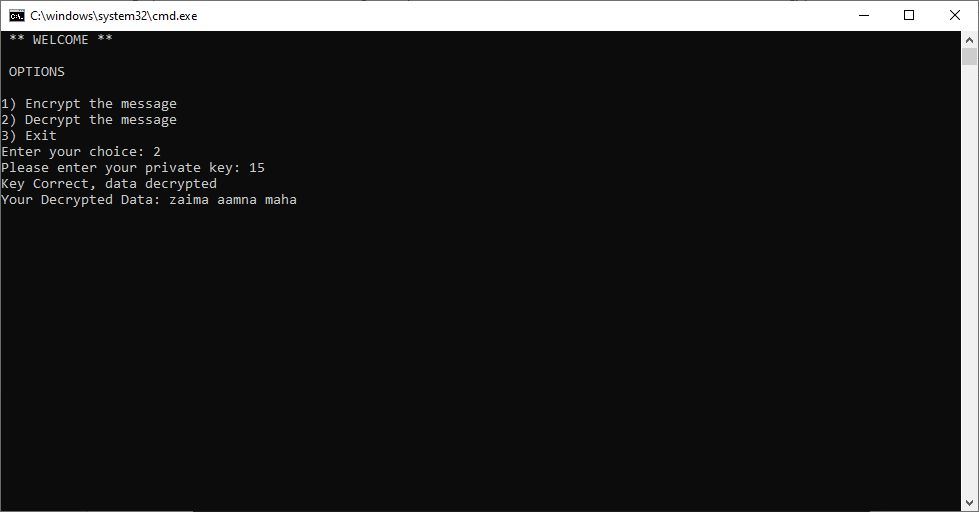 C:\windows\system32\cmd.exe
** WELCOME **
OPTIONS
1) Encrypt the message
2) Decrypt the message
3) Exit
Enter your choice: 2
Please enter your private key: 15
Key Correct, data decrypted
Your Decrypted Data: zaima aamna maha